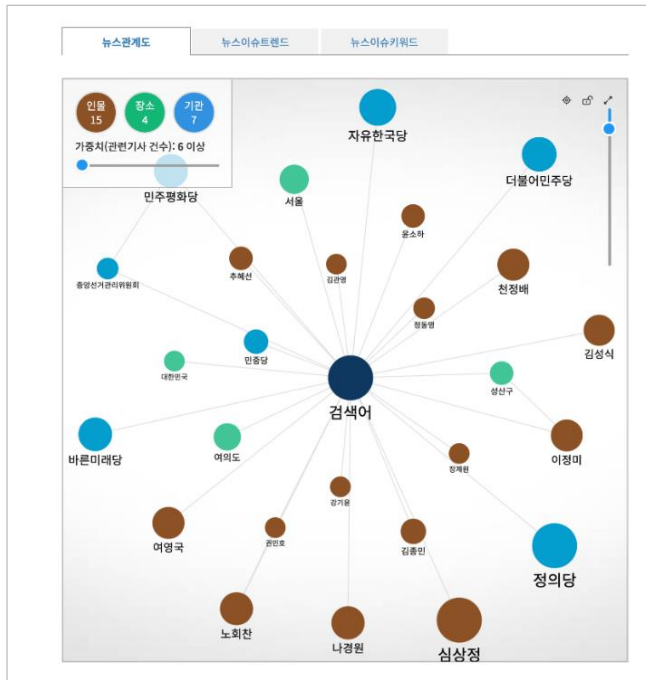 뉴스관계도
뉴스이슈트렌드
뉴스이슈키워드
인물
15
장소
4
기관
7
가중치(관련기사 건수): 6 이상
자유한국당
더불어민주당
민주평화당
서울
윤소하
추혜선
김관영
천정배
중앙선거관리위원회
정동영
민중당
김성식
대한민국
성산구
검색어
바른미래당
여의도
이정미
장제원
강기윤
여영국
권민호
김종민
정의당
노회찬
나경원
심상정